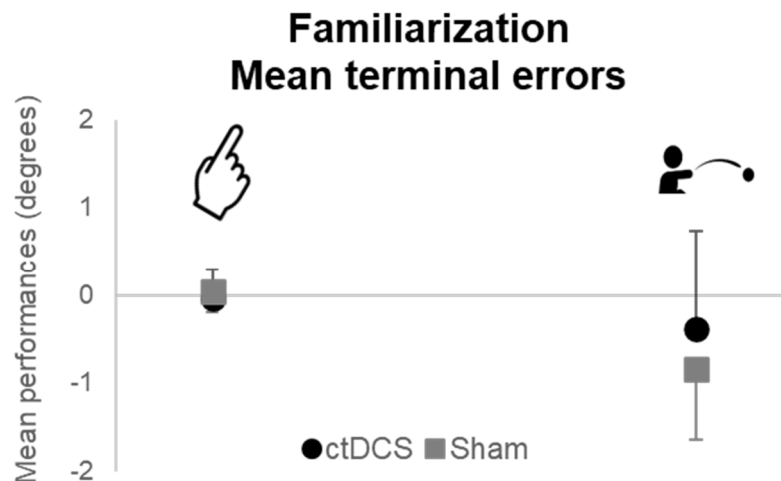 Familiarization
Mean terminal errors
Mean performances (degrees)
2
1
0
-1
-2
ctDCS Sham